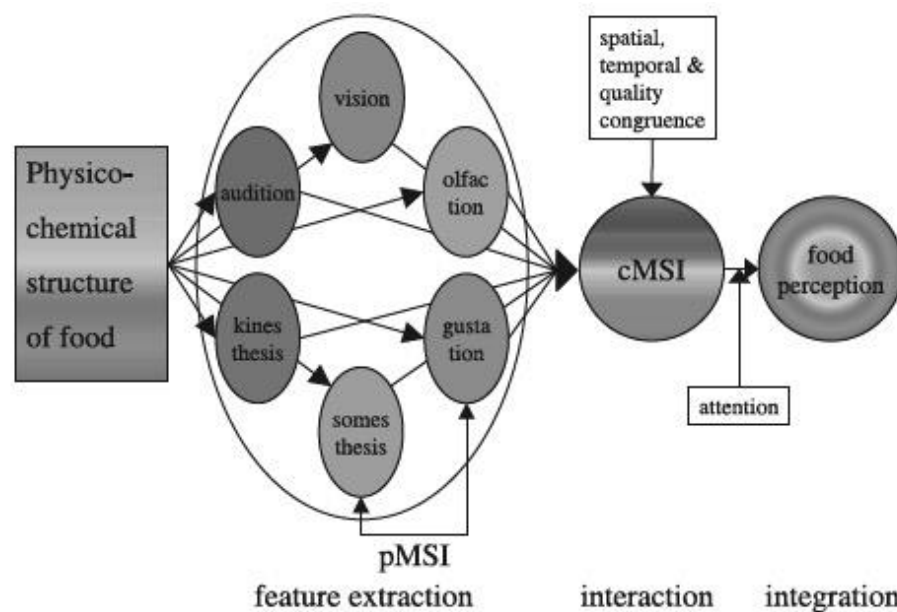 Physico-
chemical
structure
of food
vision
audition
olfac
tion
kines
thesis
gusta
tion
somes
thesis
pMSI
spatial,
temporal &
quality
congruence
cMSI
attention
food
perception
feature extraction
interaction
integration